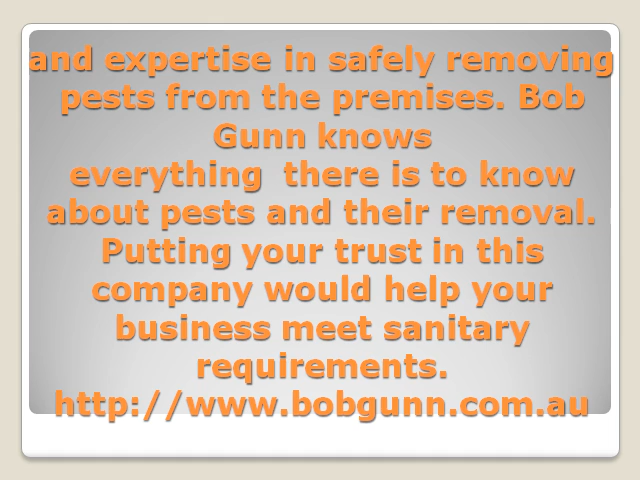 and expertise in safely removing
pests from the premises. Bob
Gunn knows
everything  there is to know
about pests and their removal.
Putting your trust in this
company would help your
business meet sanitary
requirements.
http://www.bobgunn.com.au